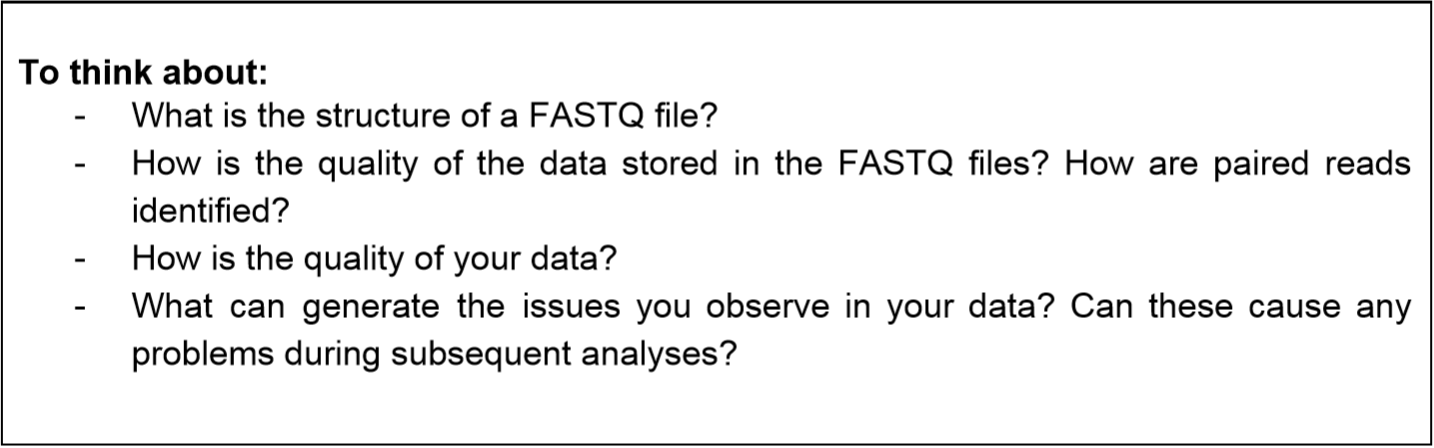 To think about:
- What is the structure of a FASTQ file?
- How is the quality of the data stored in the FASTQ files? How are paired reads
identified?
- How is the quality of your data?
- What can generate the issues you observe in your data? Can these cause any
problems during subsequent analyses?